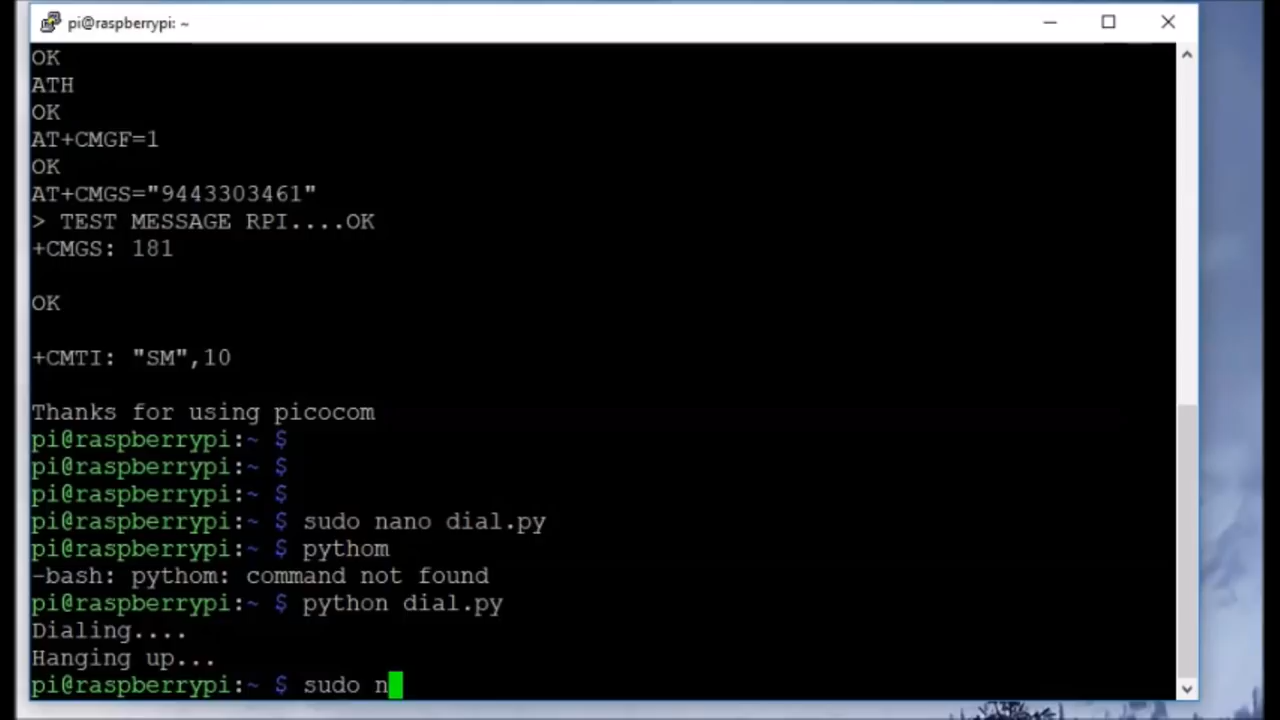 pi@raspberrypi: ~
OK
ATH
OK
AT+CMGF=1
OK
AT+CMGS="9443303461"
> TEST MESSAGE RPI....OK
+CMGS: 181
OK
+CMTI: "SM",10
Thanks for using picocom
pi@raspberrypi:~ $
pi@raspberrypi:~ $
pi@raspberrypi:~ $
pi@raspberrypi:~ $ sudo nano dial.py
pi@raspberrypi:~ $ pythom
-bash: pythom: command not found
pi@raspberrypi:~ $ python dial.py
Dialing....
Hanging up...
pi@raspberrypi:~ $ sudo n